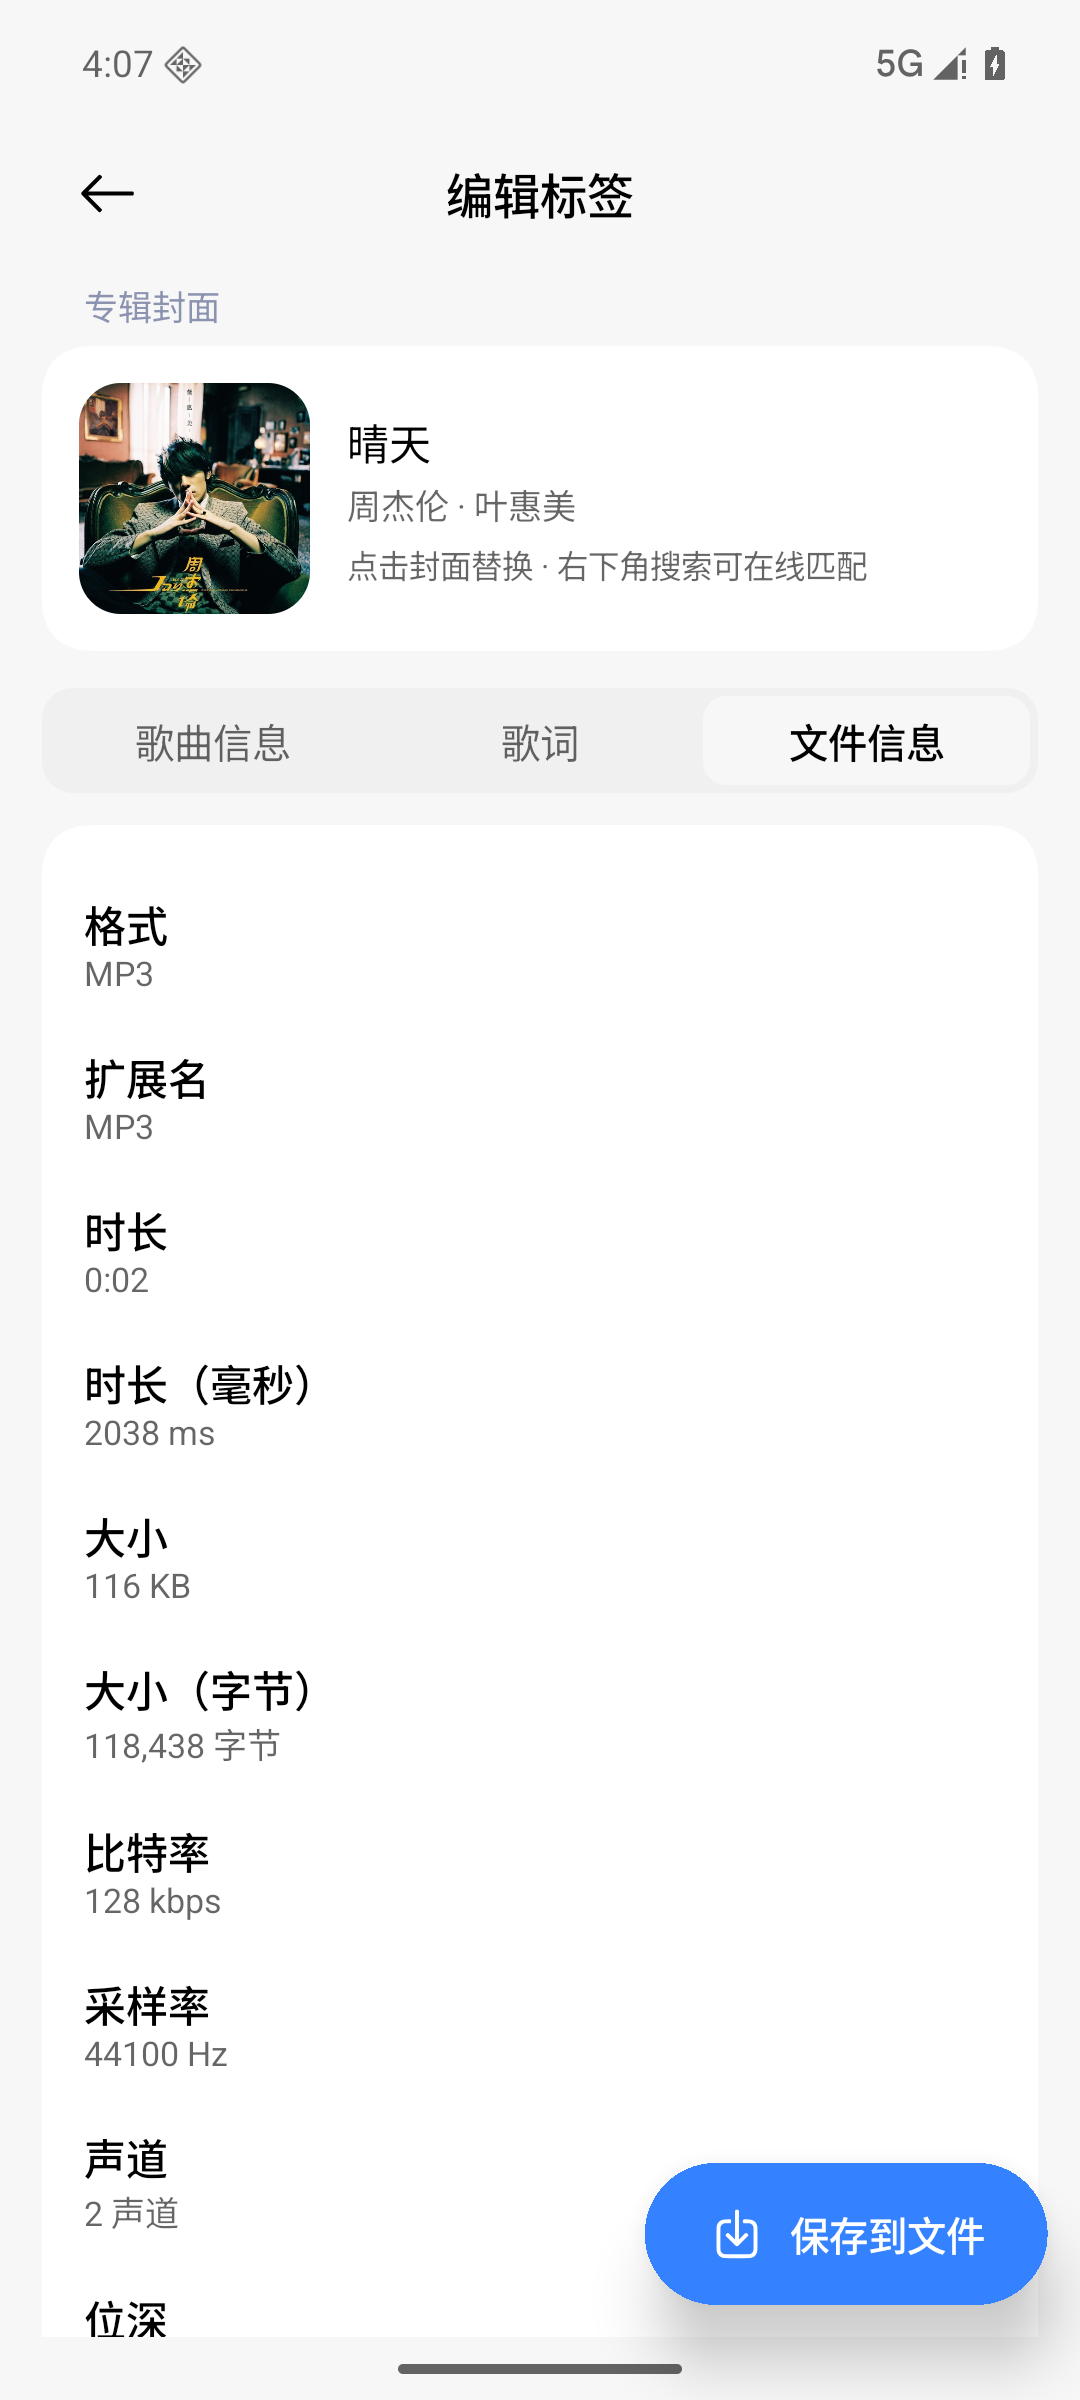 4:07
5G
编辑标签
专辑封面
晴天
周杰伦 · 叶惠美
点击封面替换 · 右下角搜索可在线匹配
歌曲信息
歌词
文件信息
格式
MP3
扩展名
MP3
时长
0:02
时长（毫秒）
2038 ms
大小
116 KB
大小（字节）
118,438 字节
比特率
128 kbps
采样率
44100 Hz
声道
2 声道
保存到文件
位深